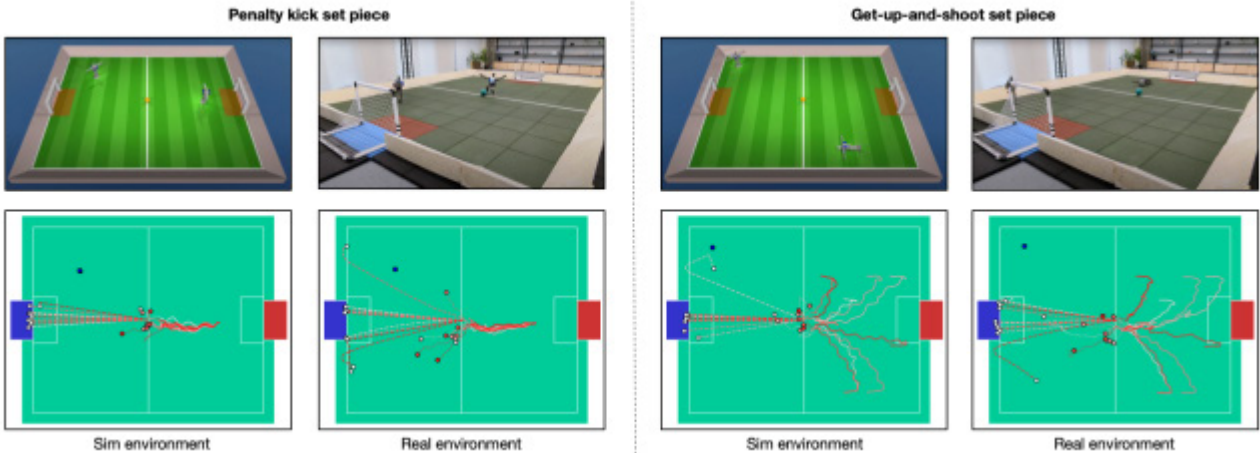 Penalty kick set piece
Get-up-and-shoot set piece
Sim environment
Real environment
Sim environment
Real environment